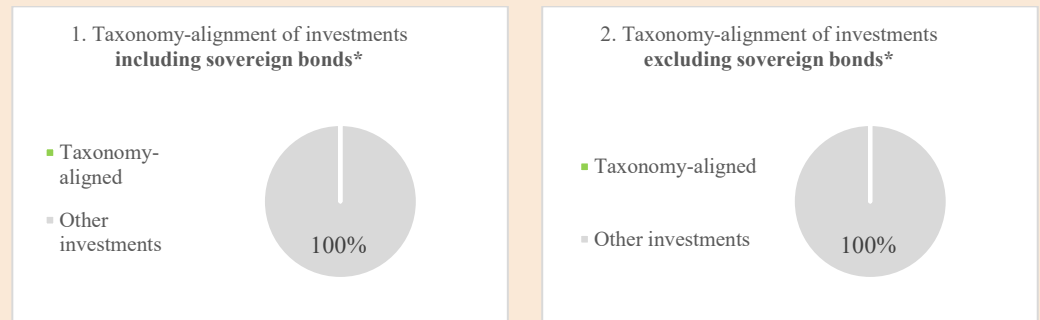 1. Taxonomy-alignment of investments
including sovereign bonds*
Taxonomy-
aligned
Other
investments
100%
2. Taxonomy-alignment of investments
excluding sovereign bonds*
Taxonomy-aligned
Other investments
100%